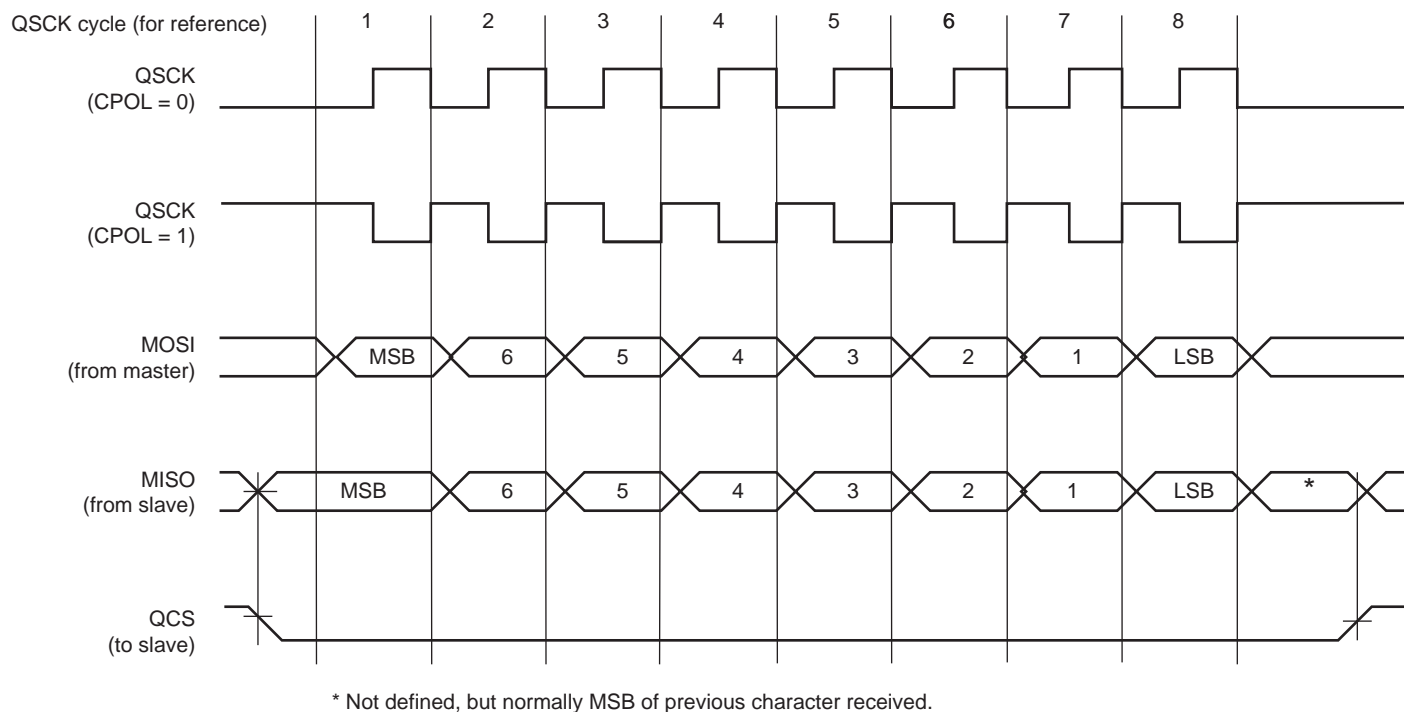 QSCK cycle (for reference) 1 2 3 4 5 6 7 8
QSCK
(CPOL = 0)
QSCK
(CPOL = 1)
MOSI
(from master)
MSB 6 5 4 3 2 1 LSB
MISO
(from slave)
MSB 6 5 4 3 2 1 LSB *
QCS
(to slave)
* Not defined, but normally MSB of previous character received.